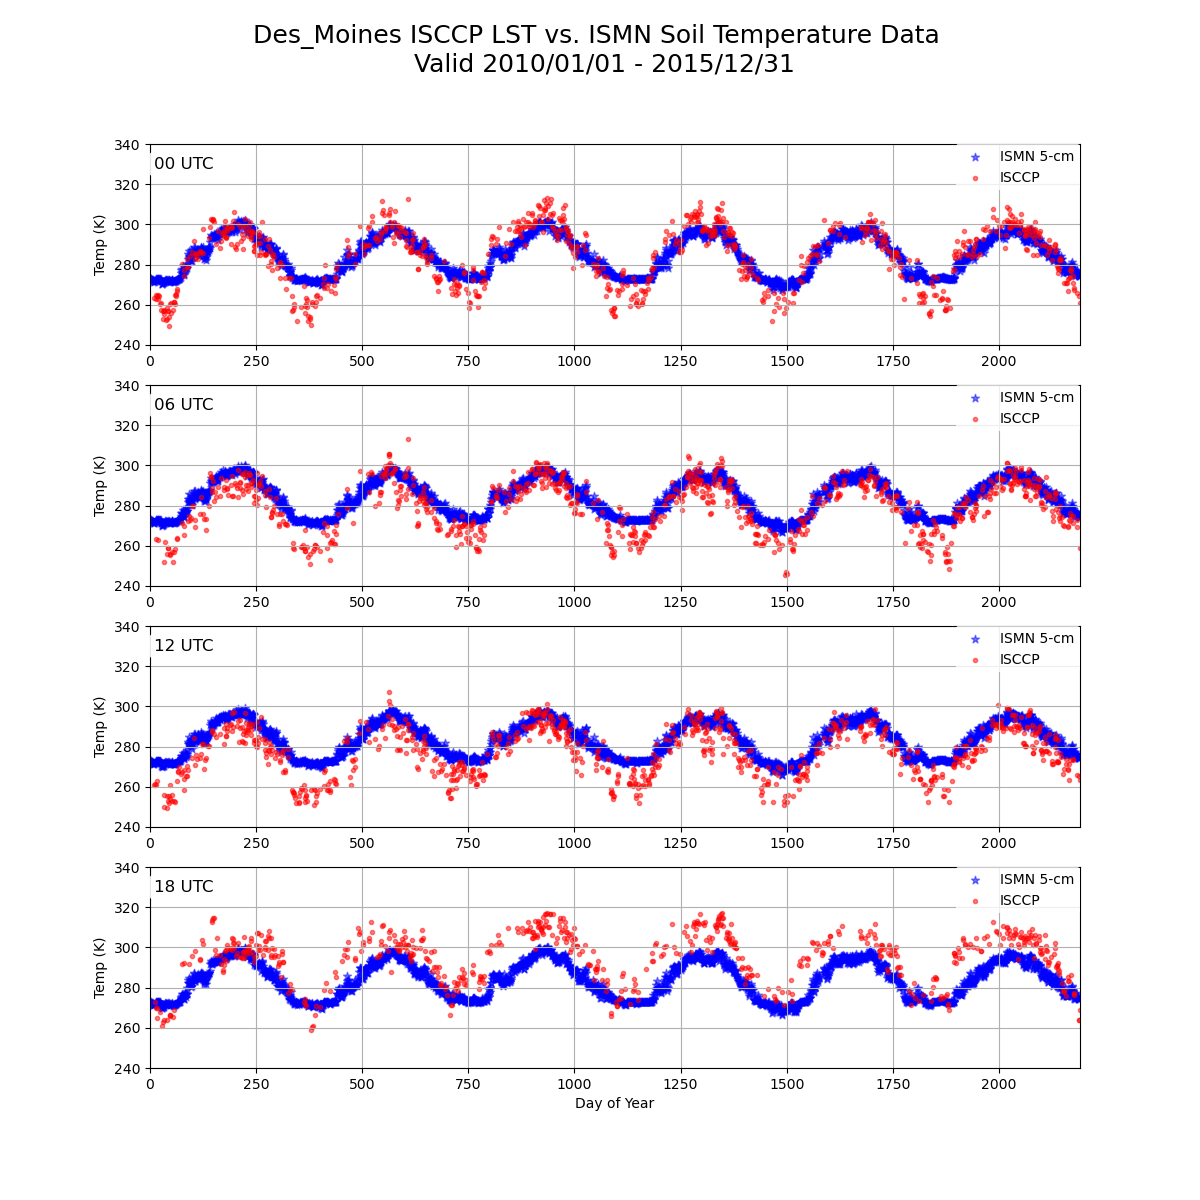 Des_Moines ISCCP LST vs. ISMN Soil Temperature Data
Valid 2010/01/01 - 2015/12/31
340
320
300
280
260
240
Temp (K)
00 UTC
ISMN 5-cm
ISCCP
0 250 500 750 1000 1250 1500 1750 2000
340
320
300
280
260
240
Temp (K)
06 UTC
ISMN 5-cm
ISCCP
0 250 500 750 1000 1250 1500 1750 2000
340
320
300
280
260
240
Temp (K)
12 UTC
ISMN 5-cm
ISCCP
0 250 500 750 1000 1250 1500 1750 2000
340
320
300
280
260
240
Temp (K)
18 UTC
ISMN 5-cm
ISCCP
0 250 500 750 1000 1250 1500 1750 2000
Day of Year